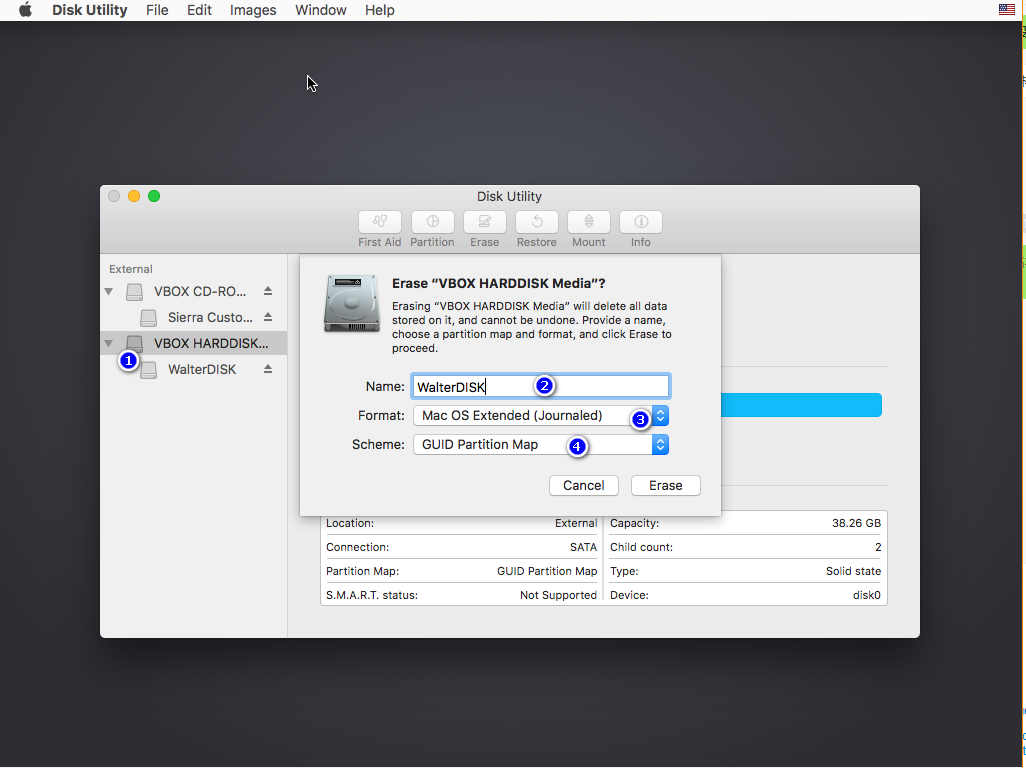 Disk Utility File Edit Images Window Help
Disk Utility
First Aid Partition Erase Restore Mount Info
External
VBOX CD-RO...
Sierra Custo...
VBOX HARDDISK...
1
WalterDISK
Erase “VBOX HARDDISK Media”?
Erasing “VBOX HARDDISK Media” will delete all data
stored on it, and cannot be undone. Provide a name,
choose a partition map and format, and click Erase to
proceed.
Name: WalterDISK 2
Format: Mac OS Extended (Journaled) 3
Scheme: GUID Partition Map 4
Cancel Erase
Location: External Capacity: 38.26 GB
Connection: SATA Child count: 2
Partition Map: GUID Partition Map Type: Solid state
S.M.A.R.T. status: Not Supported Device: disk0